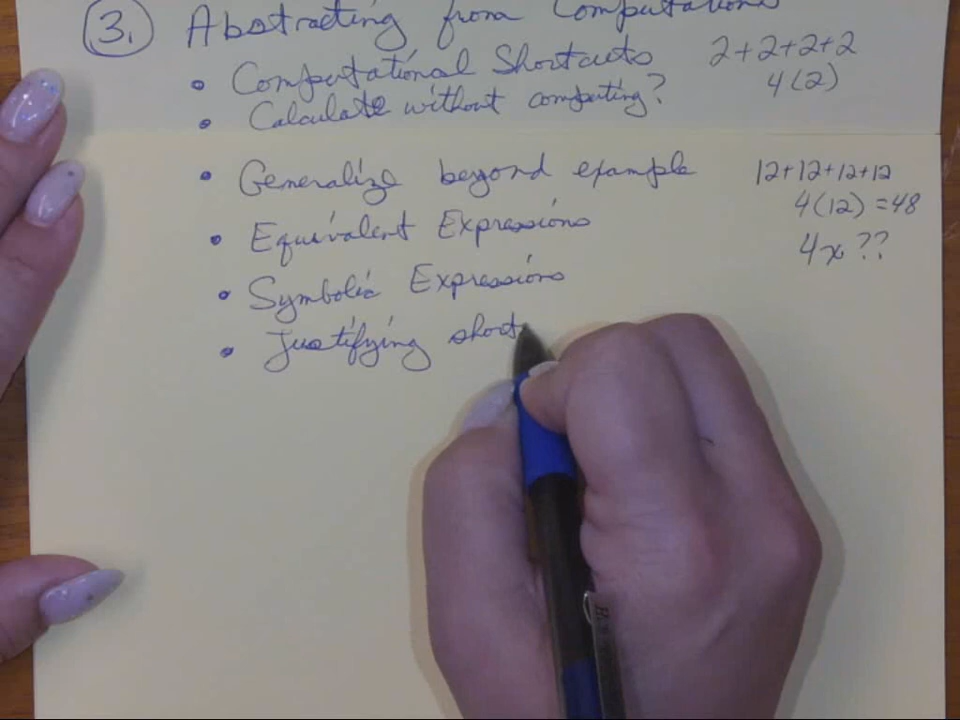 3. Abstracting from Computations
• Computational Shortcuts 2+2+2+2
4(2)
• Calculate without computing?
• Generalize beyond example 12+12+12+12
4(12) = 48
• Equivalent Expressions
4x ??
• Symbolic Expressions
• Justifying short